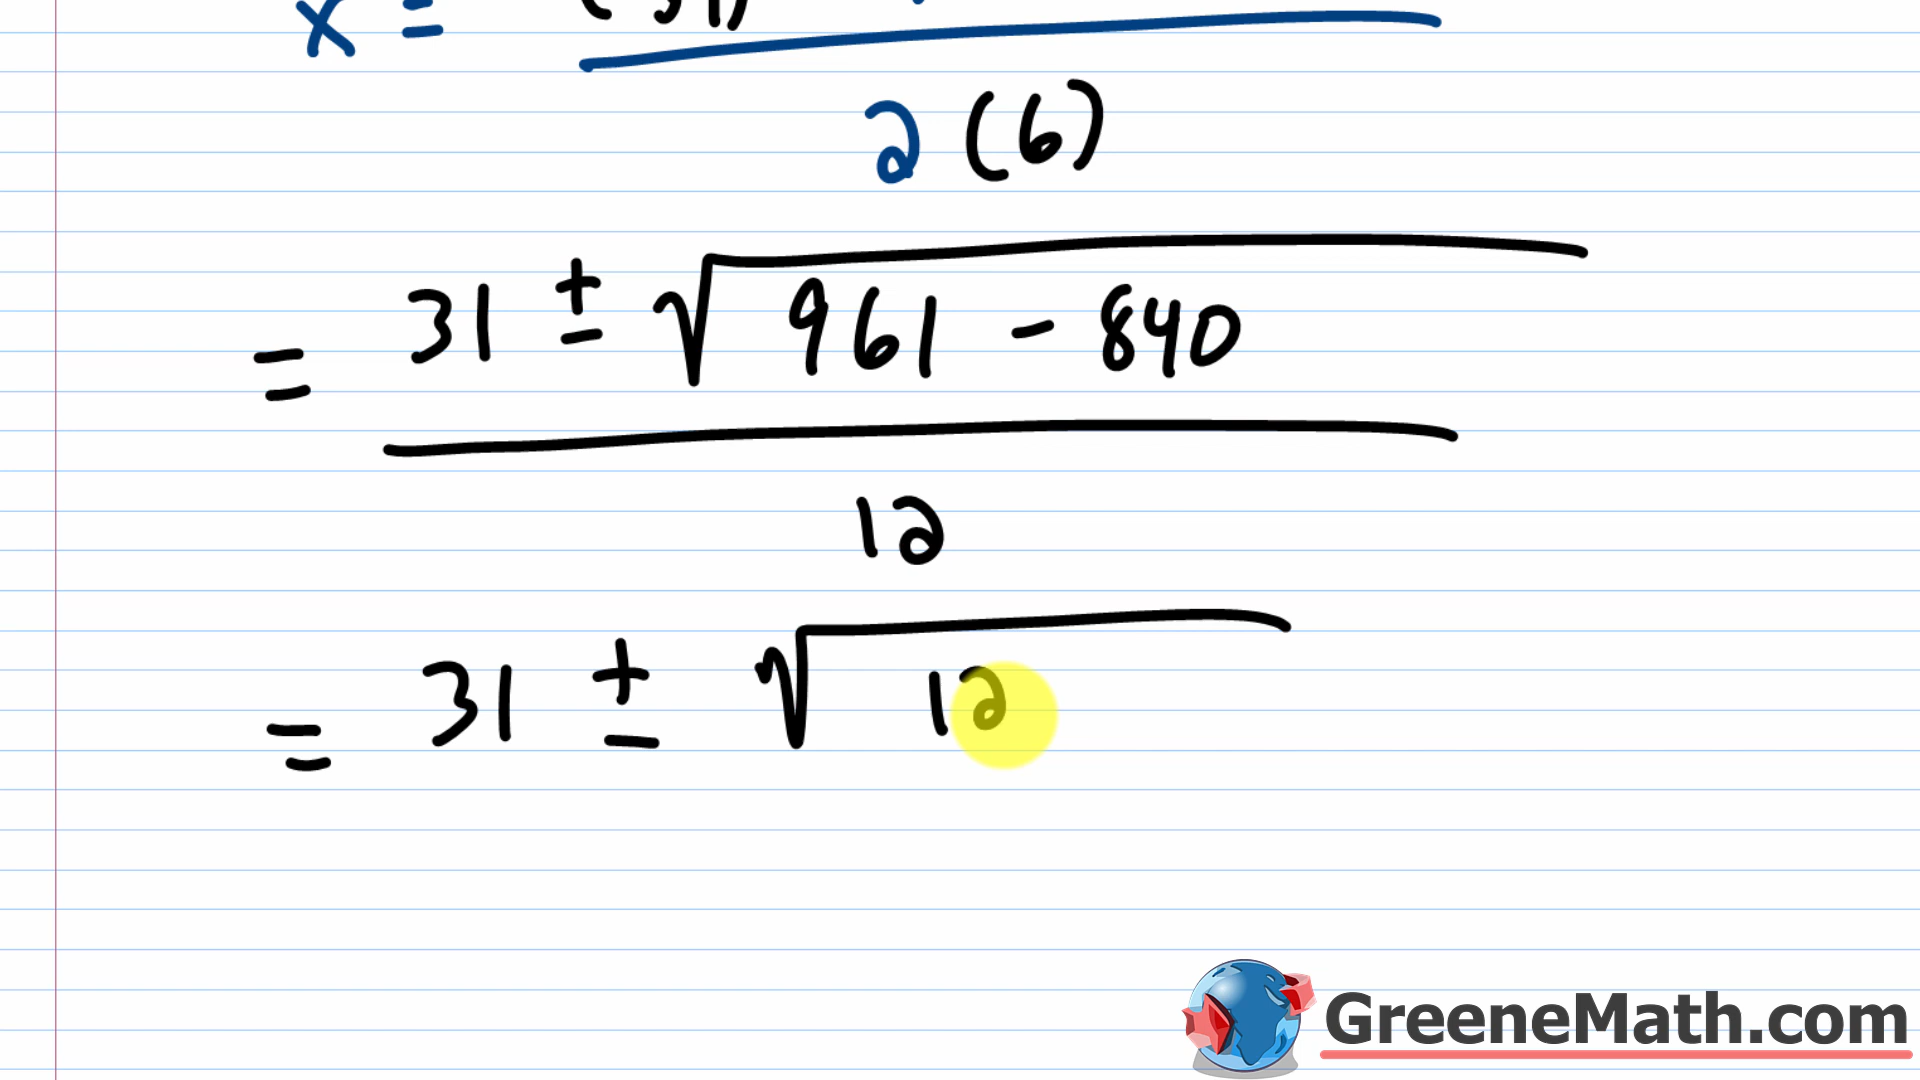 x =
2 (6)
= 31 ± √961 - 840
12
= 31 ± √12
GreeneMath.com